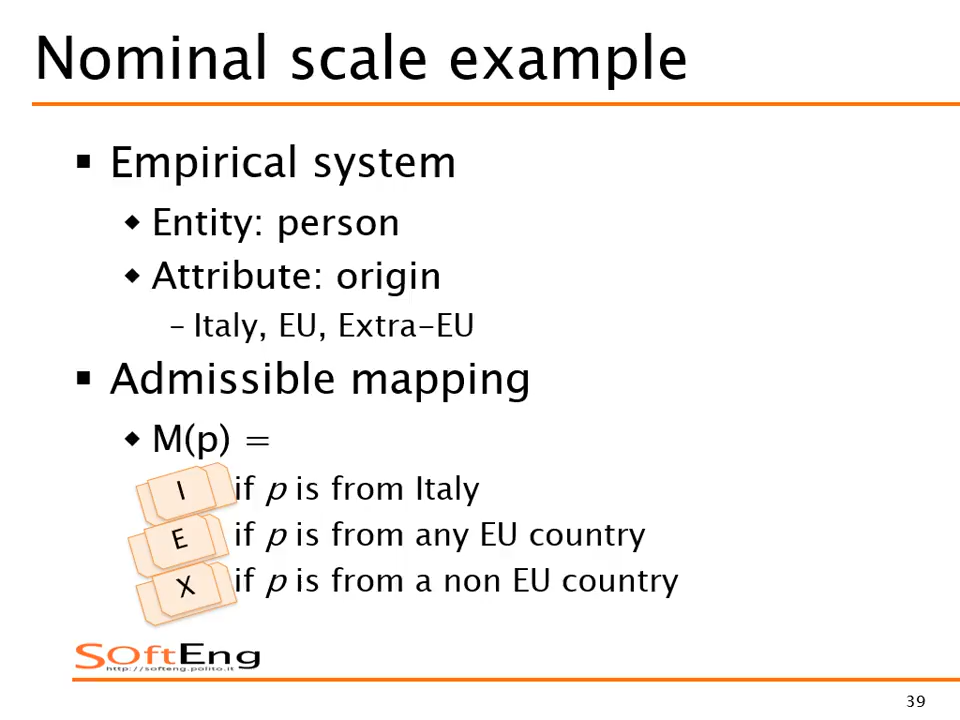 Nominal scale example
▪ Empirical system
◆ Entity: person
◆ Attribute: origin
– Italy, EU, Extra-EU
▪ Admissible mapping
◆ M(p) =
I if p is from Italy
E if p is from any EU country
X if p is from a non EU country
SoftEng
http://softeng.polito.it
39